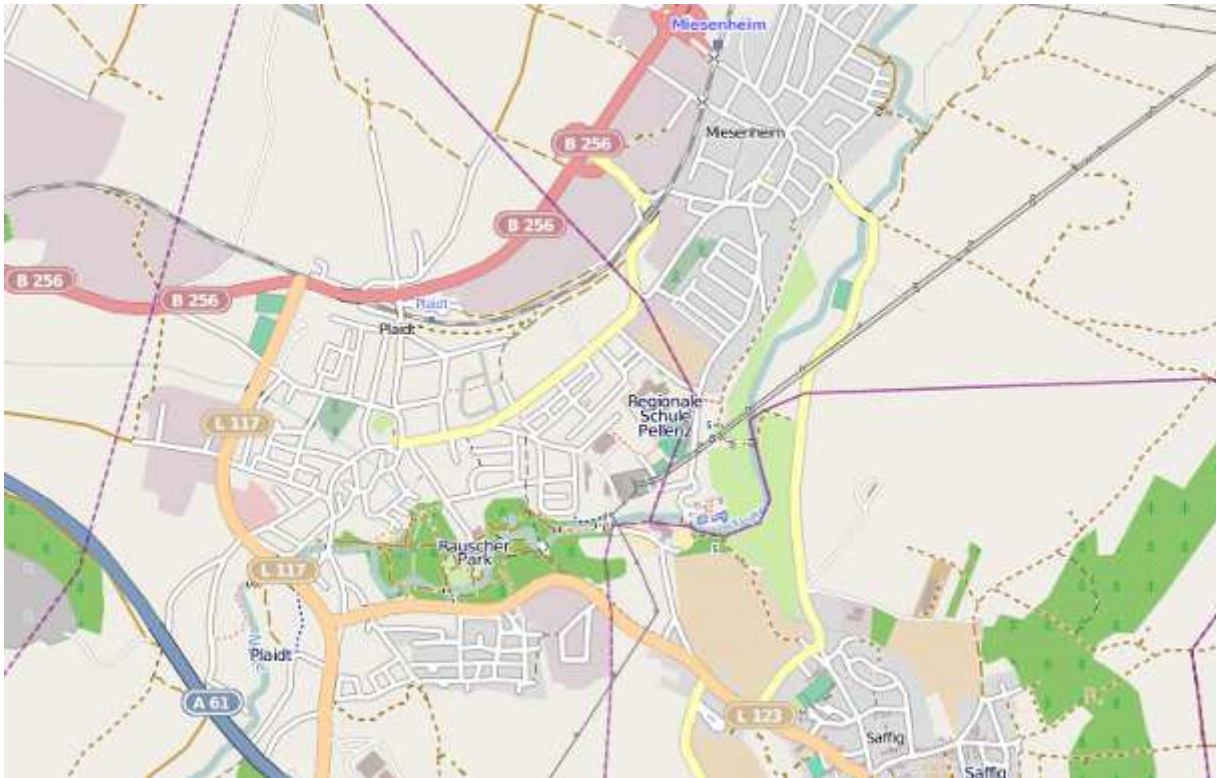 Miesenheim
Miesenheim
B 256
B 256
B 256
B 256
Plaidt
Plaidt
Regionale
Schule
Pellenz
L 117
Rauscher
Park
L 117
Plaidt
A 61
L 123
Saffig
Saffig